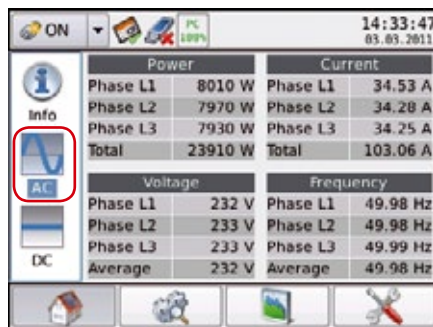 ON PC 100% 14:33:47
03.03.2011
Info
AC
DC
Power
Phase L1 8010 W
Phase L2 7970 W
Phase L3 7930 W
Total 23910 W
Current
Phase L1 34.53 A
Phase L2 34.28 A
Phase L3 34.25 A
Total 103.06 A
Voltage
Phase L1 232 V
Phase L2 233 V
Phase L3 233 V
Average 232 V
Frequency
Phase L1 49.98 Hz
Phase L2 49.98 Hz
Phase L3 49.99 Hz
Average 49.98 Hz